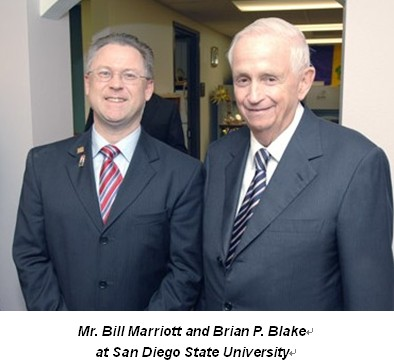 Mr. Bill Marriott and Brian P. Blake
at San Diego State University